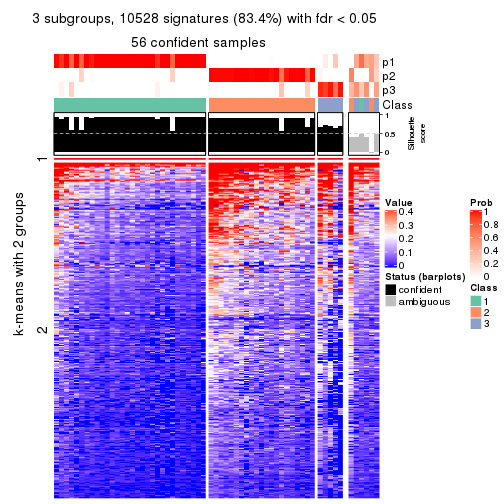 3 subgroups, 10528 signatures (83.4%) with fdr < 0.05
56 confident samples
p1
p2
p3
Class
1
0.5
0
Silhouette
score
k-means with 2 groups
1
2
Value
0.4
0.3
0.2
0.1
0
Status (barplots)
confident
ambiguous
Prob
1
0.8
0.6
0.4
0.2
0
Class
1
2
3